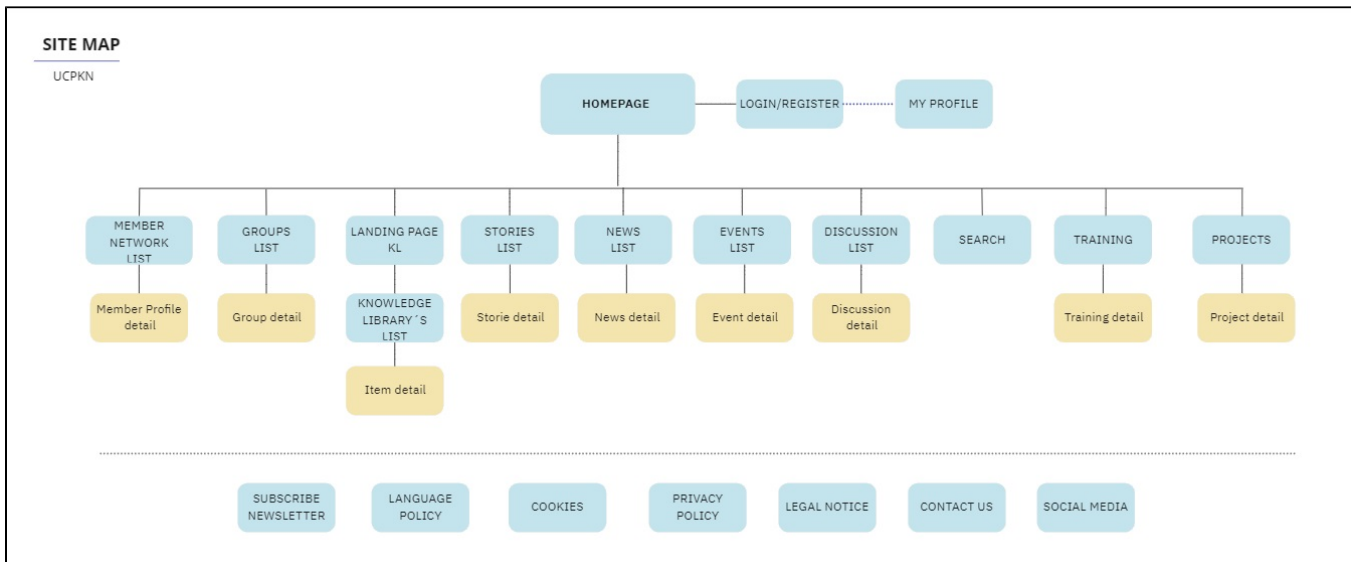 SITE MAP
UCPKN
HOMEPAGE
LOGIN/REGISTER
MY PROFILE
MEMBER
NETWORK
LIST
GROUPS
LIST
LANDING PAGE
KL
STORIES
LIST
NEWS
LIST
EVENTS
LIST
DISCUSSION
LIST
SEARCH
TRAINING
PROJECTS
Member Profile
detail
Group detail
KNOWLEDGE
LIBRARY´S
LIST
Storie detail
News detail
Event detail
Discussion
detail
Training detail
Project detail
Item detail
SUBSCRIBE
NEWSLETTER
LANGUAGE
POLICY
COOKIES
PRIVACY
POLICY
LEGAL NOTICE
CONTACT US
SOCIAL MEDIA